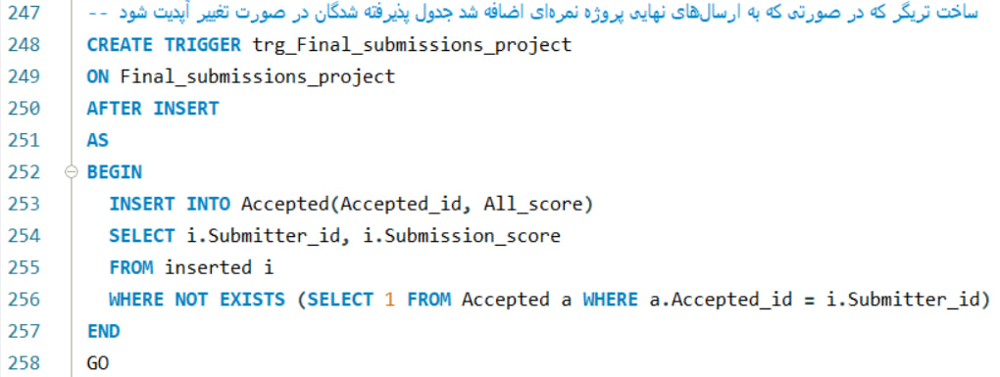 247 -- ساخت تریگر که در صورتی که به ارسال‌های نهایی پروژه نمره‌ای اضافه شد جدول پذیرفته شدگان در صورت تغییر آپدیت شود
248 CREATE TRIGGER trg_Final_submissions_project
249 ON Final_submissions_project
250 AFTER INSERT
251 AS
252 BEGIN
253 INSERT INTO Accepted(Accepted_id, All_score)
254 SELECT i.Submitter_id, i.Submission_score
255 FROM inserted i
256 WHERE NOT EXISTS (SELECT 1 FROM Accepted a WHERE a.Accepted_id = i.Submitter_id)
257 END
258 GO